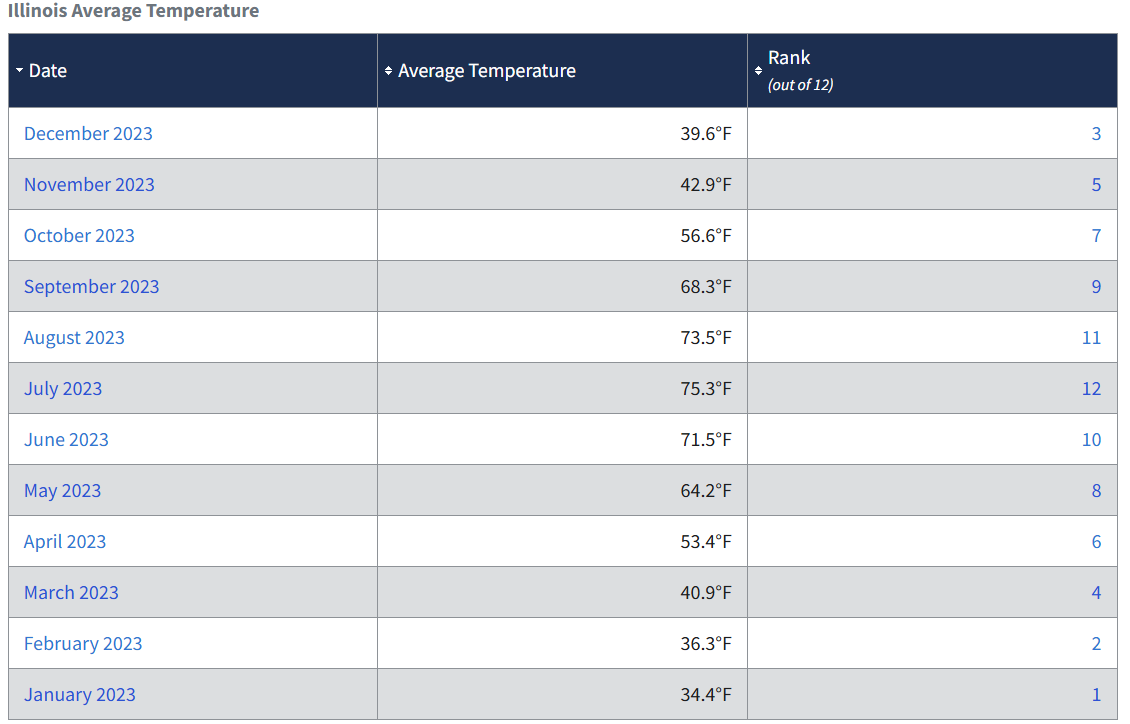 Illinois Average Temperature
Date Average Temperature Rank
(out of 12)
December 2023 39.6°F 3
November 2023 42.9°F 5
October 2023 56.6°F 7
September 2023 68.3°F 9
August 2023 73.5°F 11
July 2023 75.3°F 12
June 2023 71.5°F 10
May 2023 64.2°F 8
April 2023 53.4°F 6
March 2023 40.9°F 4
February 2023 36.3°F 2
January 2023 34.4°F 1